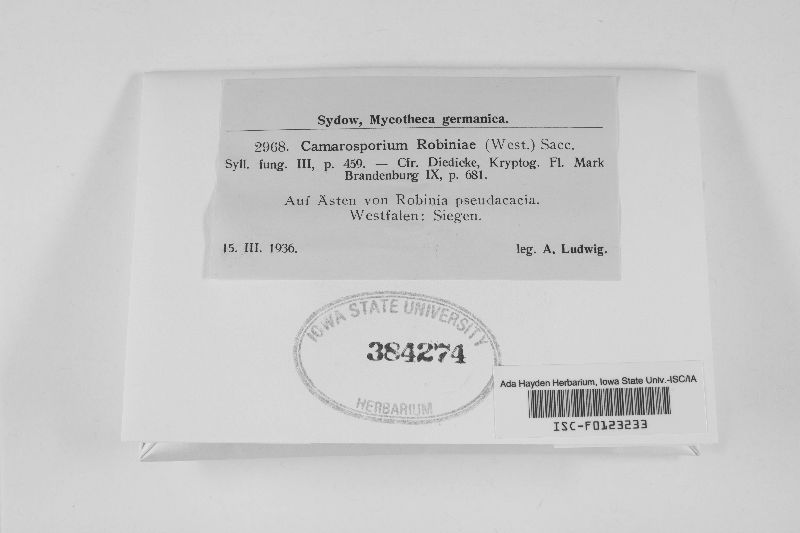 Sydow, Mycotheca germanica.
2968. Camarosporium Robiniae (West.) Sacc.
Syll. fung. III, p. 459. — Cfr. Diedicke, Kryptog. Fl. Mark
Brandenburg IX, p. 681.
Auf Ästen von Robinia pseudacacia.
Westfalen: Siegen.
15. III. 1936. leg. A. Ludwig.
IOWA STATE UNIVERSITY
384274
HERBARIUM
Ada Hayden Herbarium, Iowa State Univ.-ISC/IA
ISC-F0123233